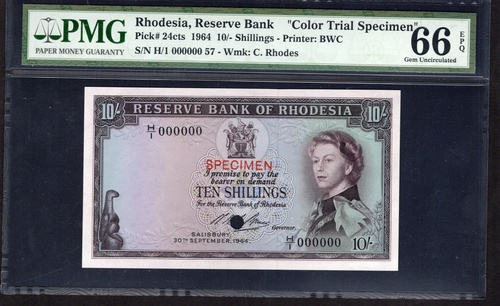 PMG
PAPER MONEY GUARANTY
Rhodesia, Reserve Bank "Color Trial Specimen"
Pick# 24cts 1964 10/- Shillings - Printer: BWC
S/N H/1 000000 57 - Wmk: C. Rhodes
66 EPQ
Gem Uncirculated
10/- RESERVE BANK OF RHODESIA 10/-
H/1 000000
SPECIMEN
I promise to pay the
bearer on demand
TEN SHILLINGS
For the Reserve Bank of Rhodesia
Governor.
SALISBURY,
30TH SEPTEMBER, 1964.
H/1 000000
10/-